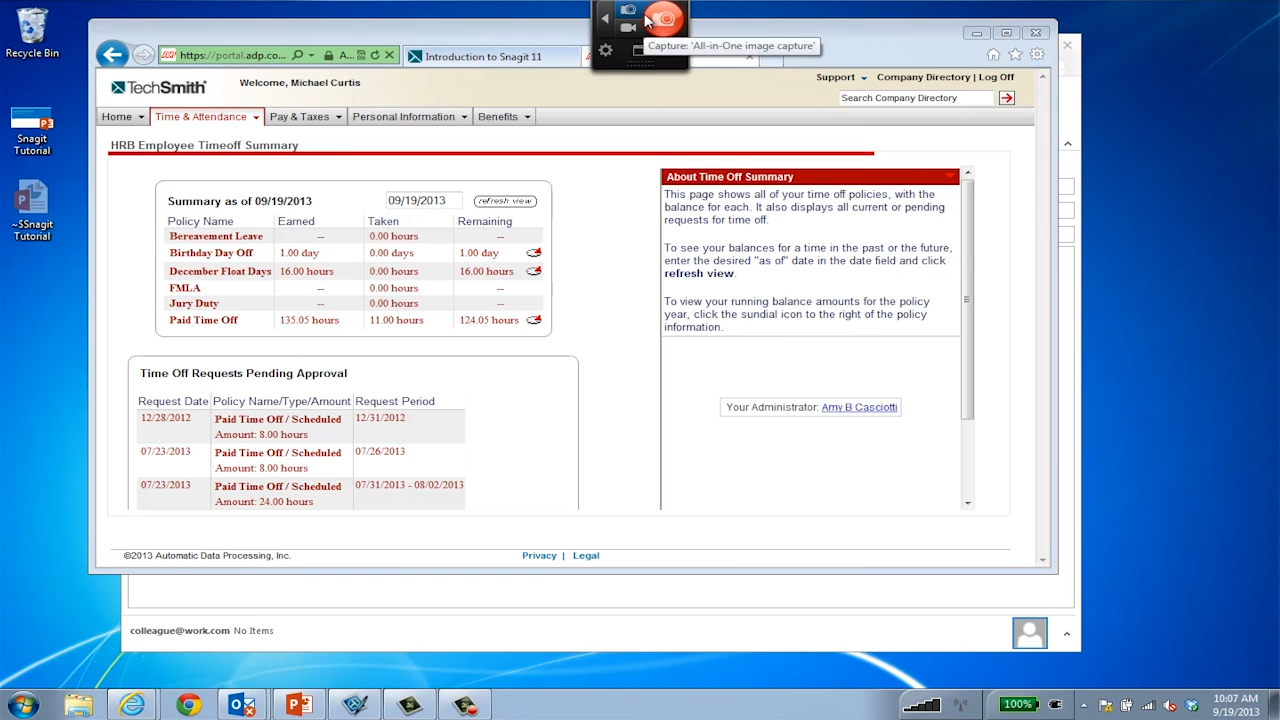 Recycle Bin
Snagit
Tutorial
~SSnagit
Tutorial
https://portal.adp.co...
Introduction to Snagit 11
Capture: 'All-in-One image capture'
TechSmith
Welcome, Michael Curtis
Support
Company Directory | Log Off
Search Company Directory
Home
Time & Attendance
Pay & Taxes
Personal Information
Benefits
HRB Employee Timeoff Summary
Summary as of 09/19/2013
09/19/2013
refresh view
Policy Name Earned Taken Remaining
Bereavement Leave -- 0.00 hours --
Birthday Day Off 1.00 day 0.00 days 1.00 day
December Float Days 16.00 hours 0.00 hours 16.00 hours
FMLA -- 0.00 hours --
Jury Duty -- 0.00 hours --
Paid Time Off 135.05 hours 11.00 hours 124.05 hours
Time Off Requests Pending Approval
Request Date Policy Name/Type/Amount Request Period
12/28/2012 Paid Time Off / Scheduled 12/31/2012
Amount: 8.00 hours
07/23/2013 Paid Time Off / Scheduled 07/26/2013
Amount: 8.00 hours
07/23/2013 Paid Time Off / Scheduled 07/31/2013 - 08/02/2013
Amount: 24.00 hours
About Time Off Summary
This page shows all of your time off policies, with the
balance for each. It also displays all current or pending
requests for time off.
To see your balances for a time in the past or the future,
enter the desired "as of" date in the date field and click
refresh view.
To view your running balance amounts for the policy
year, click the sundial icon to the right of the policy
information.
Your Administrator: Amy B Casciotti
©2013 Automatic Data Processing, Inc.
Privacy | Legal
colleague@work.com No Items
100%
10:07 AM
9/19/2013